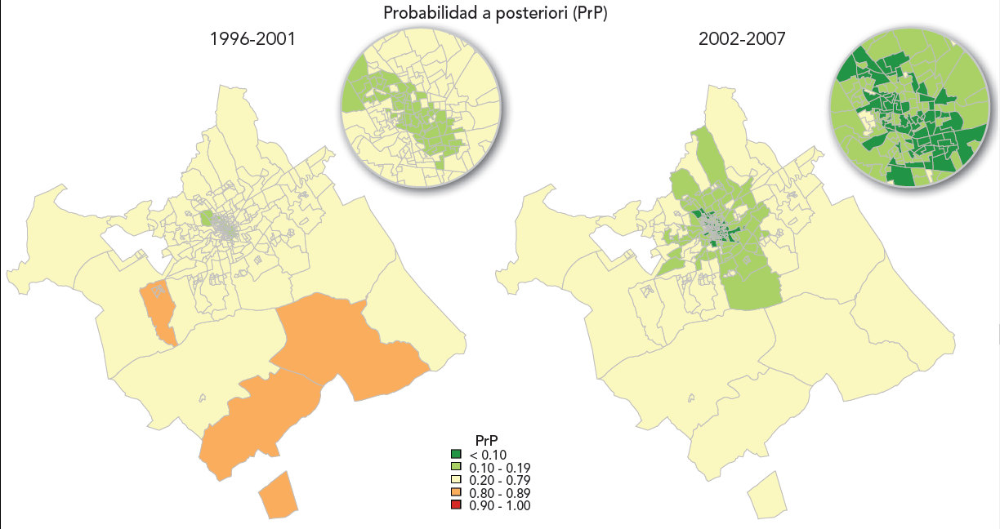 Probabilidad a posteriori (PrP)
1996-2001
2002-2007
PrP
< 0.10
0.10 - 0.19
0.20 - 0.79
0.80 - 0.89
0.90 - 1.00